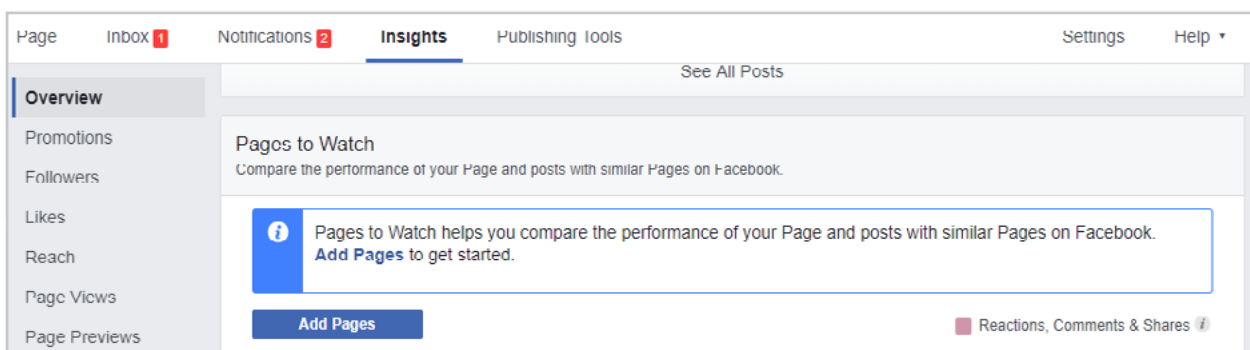 Page Inbox 1 Notifications 2 Insights Publishing Tools Settings Help
Overview
Promotions
Followers
Likes
Reach
Page Views
Page Previews
See All Posts
Pages to Watch
Compare the performance of your Page and posts with similar Pages on Facebook.
Pages to Watch helps you compare the performance of your Page and posts with similar Pages on Facebook.
Add Pages to get started.
Add Pages
Reactions, Comments & Shares i